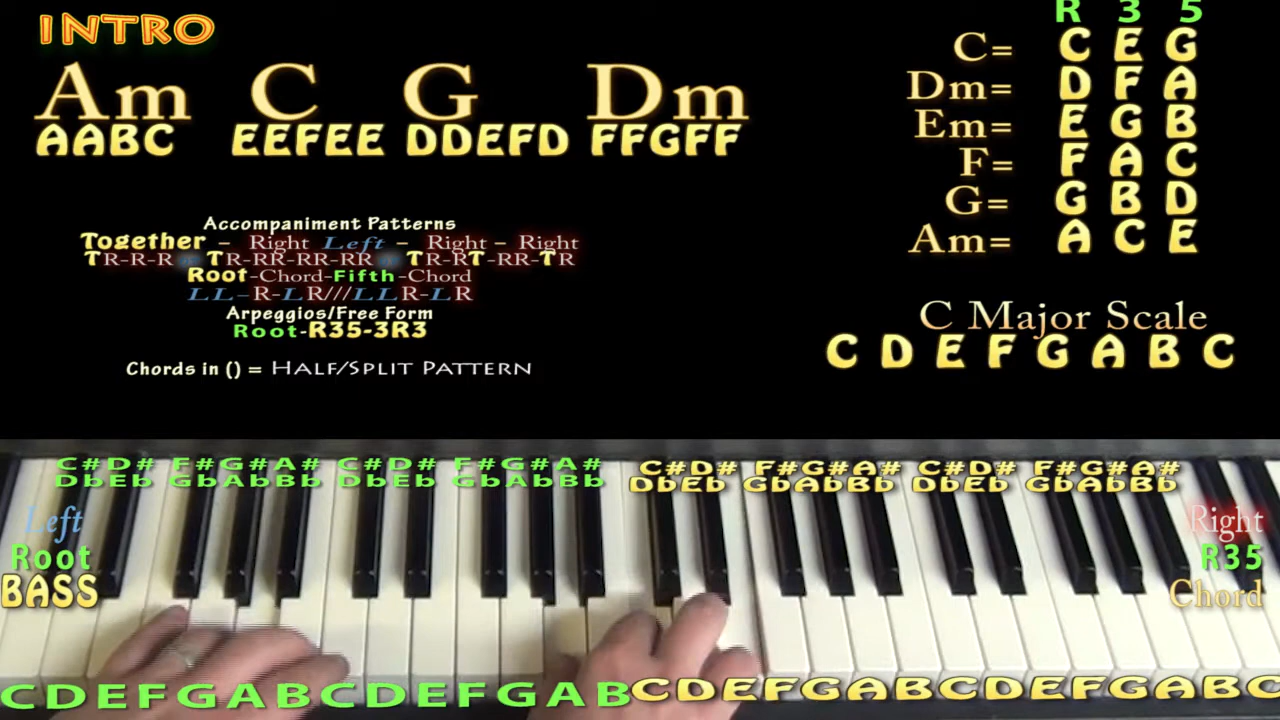 INTRO
Am C G Dm
AABC EEFEE DDEFD FFGFF
Accompaniment Patterns
Together - Right Left - Right - Right
TR-R-R TR-RR-RR-RR TR-RT-RR-TR
Root-Chord-Fifth-Chord
LL-R-LR///LLR-LR
Arpeggios/Free Form
Root-R35-3R3
Chords in () = Half/Split Pattern
R 3 5
C= C E G
Dm= D F A
Em= E G B
F= F A C
G= G B D
Am= A C E
C Major Scale
C D E F G A B C
C#D# F#G#A# C#D# F#G#A# C#D# F#G#A# C#D# F#G#A#
DbEb GbAbBb DbEb GbAbBb DbEb GbAbBb DbEb GbAbBb
Left
Root
BASS
Right
R35
Chord
CDEFGABCDEFGABCDEFGABCDEFGABC